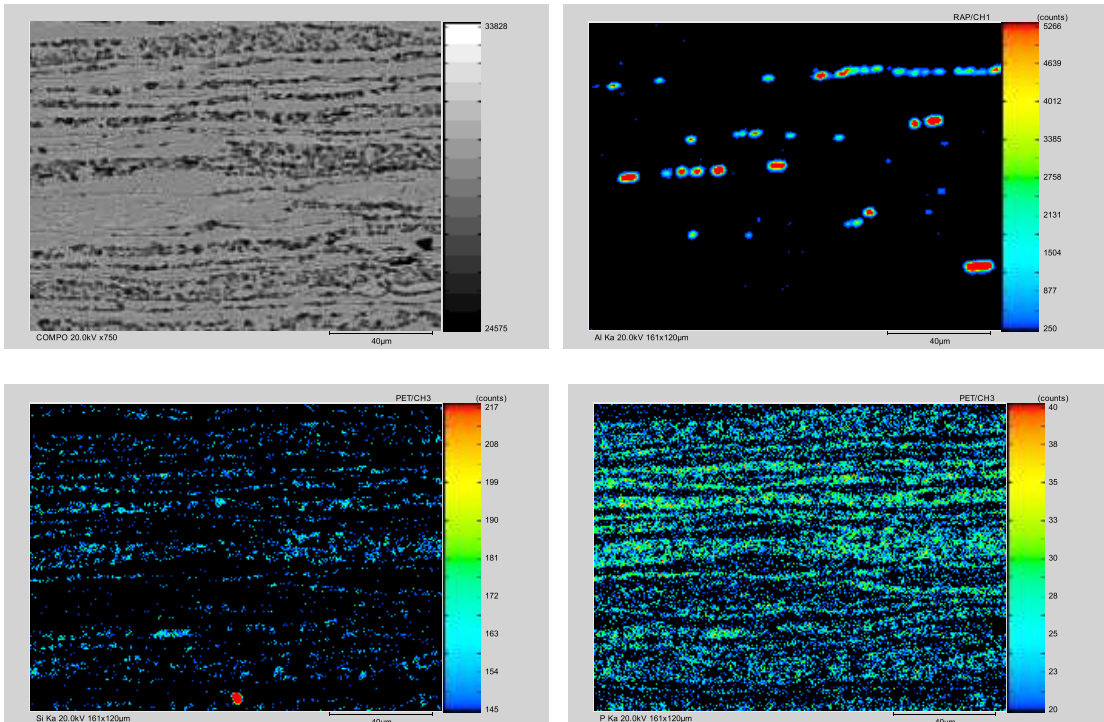 33828
24575
COMPO 20.0kV x750
40µm
RAP/CH1
(counts)
5266
4639
4012
3385
2758
2131
1504
877
250
Al Ka 20.0kV 161x120µm
40µm
PET/CH3
(counts)
217
208
199
190
181
172
163
154
145
Si Ka 20.0kV 161x120µm
40µm
PET/CH3
(counts)
40
38
35
33
30
28
25
23
20
P Ka 20.0kV 161x120µm
40µm